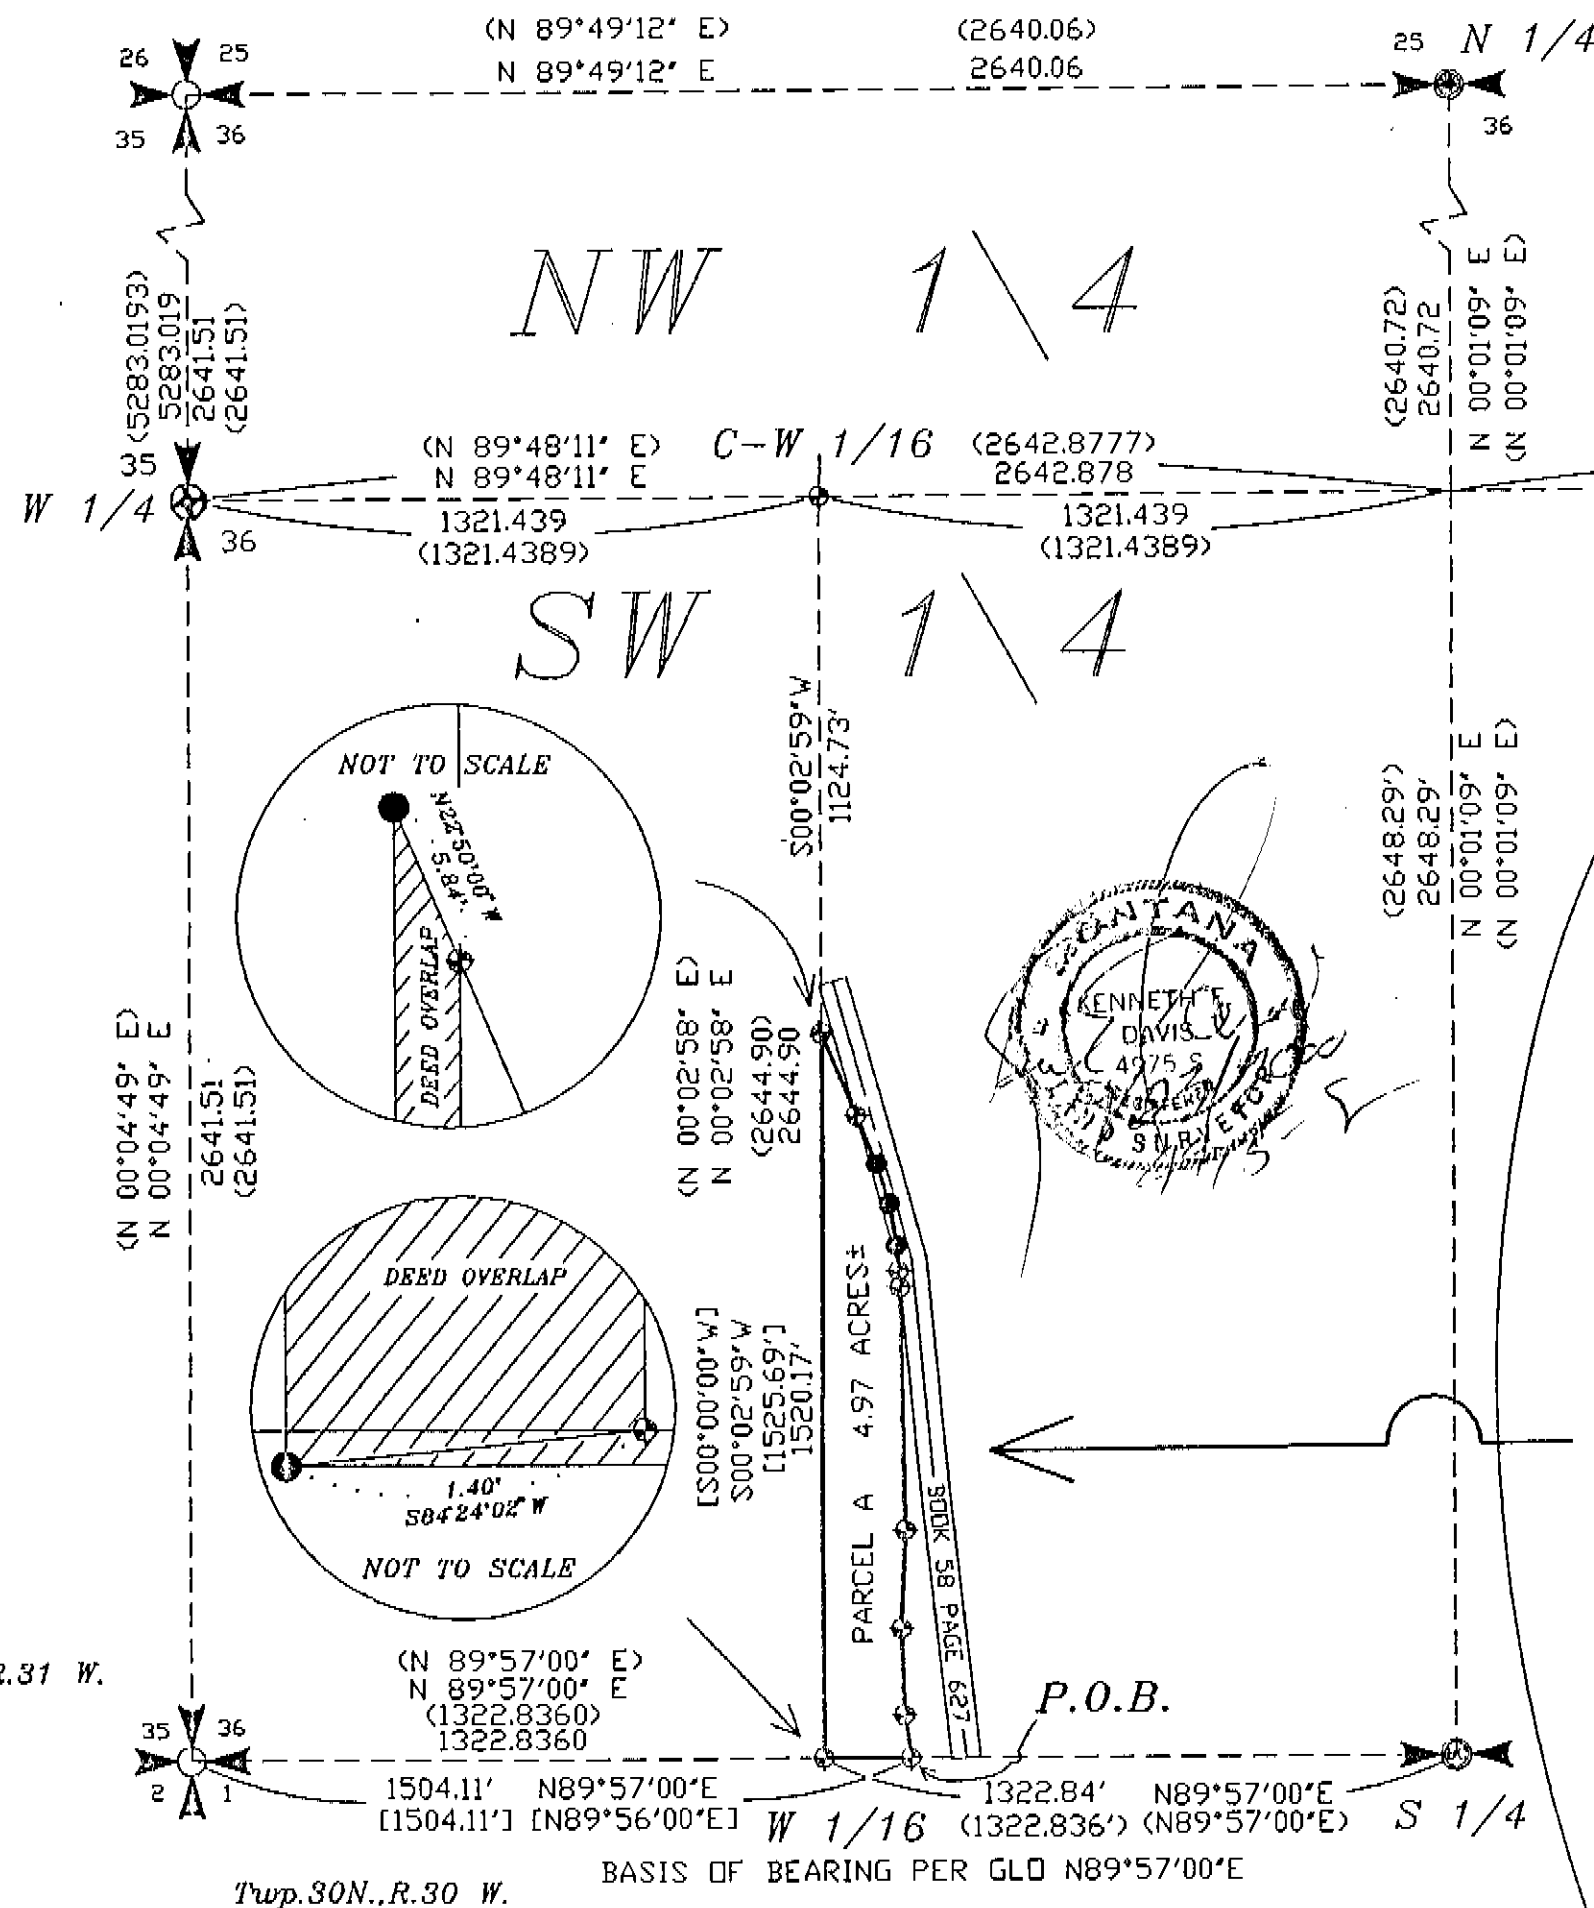 (N 89°49'12" E) (2640.06)
N 89°49'12" E 2640.06
26 25
35 36
25 N 1/4
36
NW 1\4
(5283.0193)
5283.019
2641.51
(2641.51)
(2640.72)
2640.72
N 00°01'09" E
(N 00°01'09" E)
35
W 1/4
36
(N 89°48'11" E) C-W 1/16 (2642.8777)
N 89°48'11" E 2642.878
1321.439 1321.439
(1321.4389) (1321.4389)
SW 1\4
S00°02'59"W
1124.73'
NOT TO SCALE
N22°50'00" W
5.84'
DEED OVERLAP
(N 00°02'58" E)
N 00°02'58" E
(2644.90)
2644.90
(2648.29')
2648.29'
N 00°01'09" E
(N 00°01'09" E)
MONTANA
KENNETH E.
DAVIS
4975 S
REGISTERED
LAND SURVEYOR
(N 00°04'49" E)
N 00°04'49" E
2641.51
(2641.51)
DEED OVERLAP
1.40'
S84°24'02" W
NOT TO SCALE
[S00°00'00"W]
S00°02'59"W
[1525.69']
1520.17'
PARCEL A 4.97 ACRES±
BOOK 58 PAGE 627
R.31 W.
(N 89°57'00" E)
N 89°57'00" E
(1322.8360)
1322.8360
P.O.B.
35 36
2 1
1504.11' N89°57'00"E 1322.84' N89°57'00"E
[1504.11'] [N89°56'00"E] W 1/16 (1322.836') (N89°57'00"E) S 1/4
BASIS OF BEARING PER GLO N89°57'00"E
Twp.30N.,R.30 W.